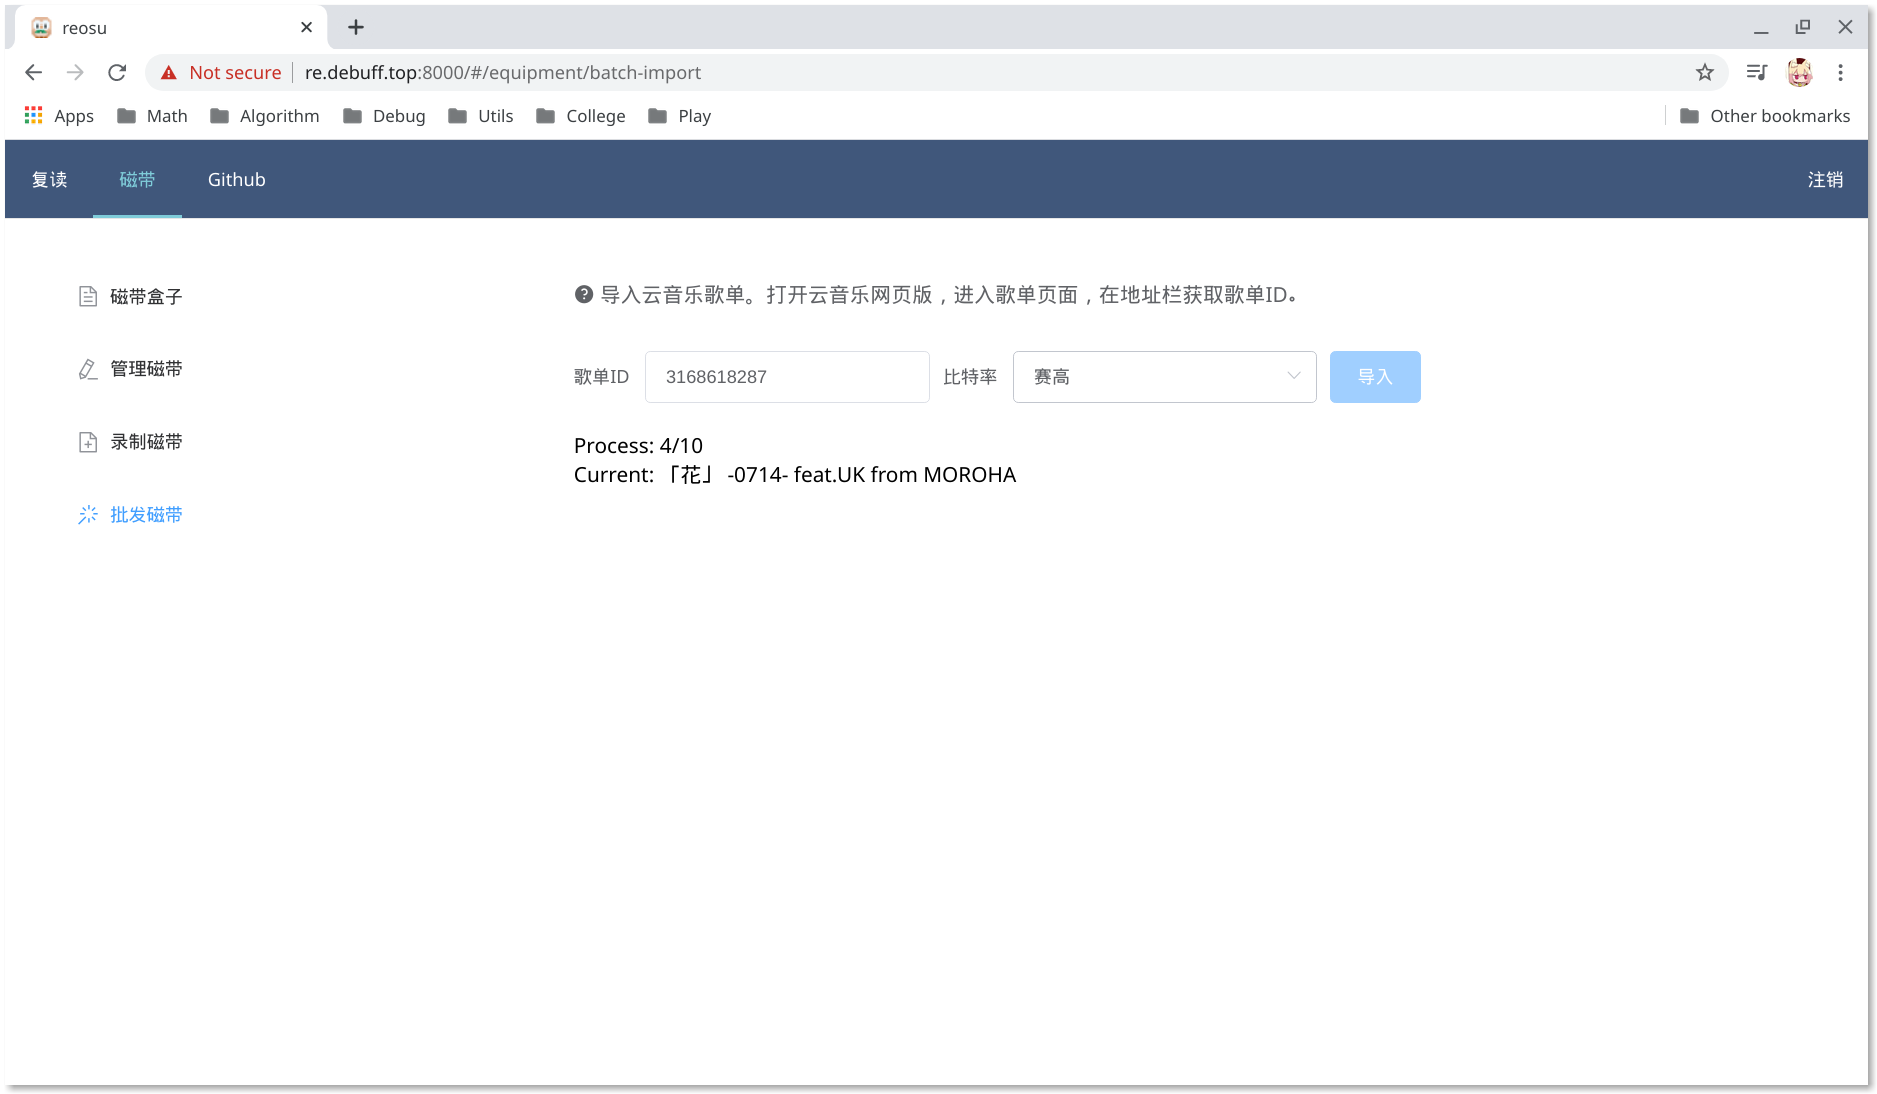 reosu
Not secure re.debuff.top:8000/#/equipment/batch-import
Apps Math Algorithm Debug Utils College Play Other bookmarks
复读 磁带 Github 注销
磁带盒子
管理磁带
录制磁带
批发磁带
导入云音乐歌单。打开云音乐网页版，进入歌单页面，在地址栏获取歌单ID。
歌单ID 3168618287 比特率 赛高 导入
Process: 4/10
Current: 「花」 -0714- feat.UK from MOROHA